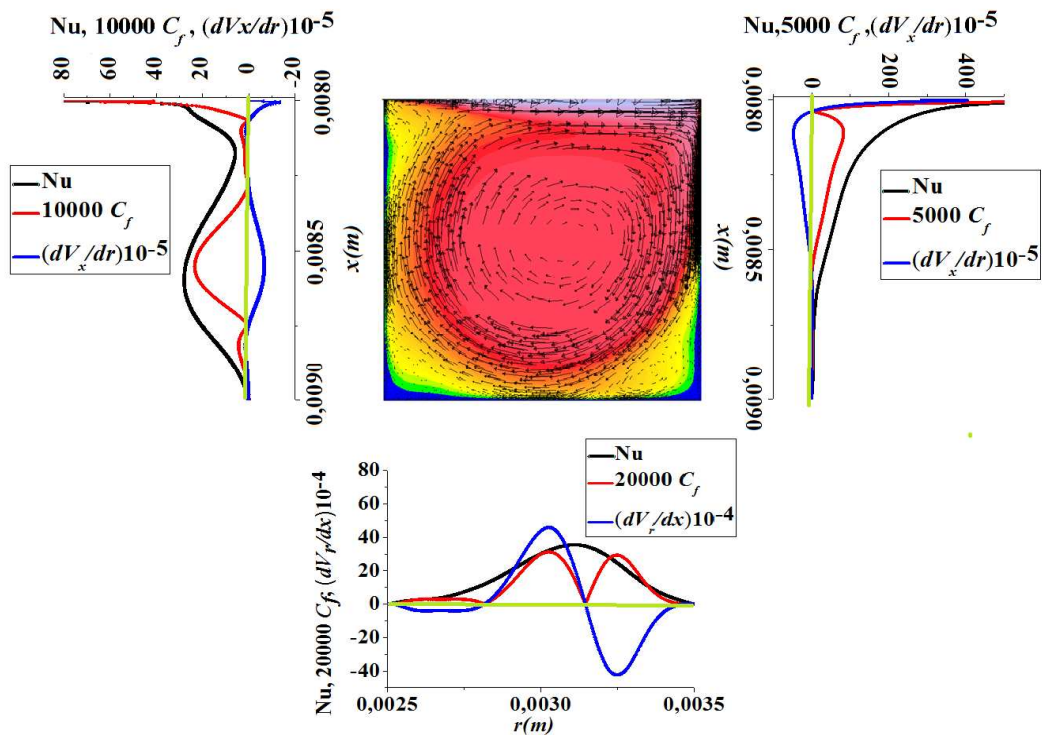 Nu, 10000 C_f , (dVx/dr)10-5
80 60 40 20 0 -20
0,0080
0,0085
0,0090
x(m)
Nu
10000 C_f
(dV_x/dr)10-5
Nu,5000 C_f ,(dV_x/dr)10-5
0 200 400
0,0080
0,0085
0,0090
x(m)
Nu
5000 C_f
(dV_x/dr)10-5
Nu, 20000 Cf, (dV_r/dx)10-4
80
60
40
20
0
-20
-40
Nu
20000 C_f
(dV_r/dx)10-4
0,0025 0,0030 0,0035
r(m)